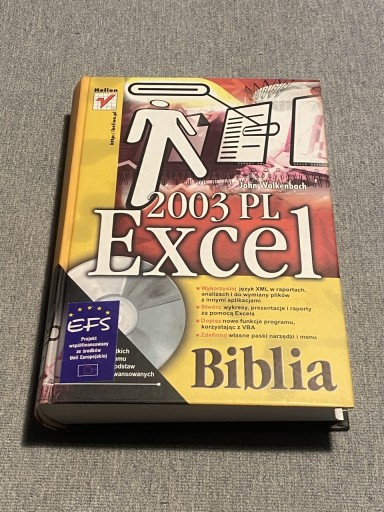 Helion
http://helion.pl
John Walkenbach
2003 PL
Excel
• Wykorzystaj język XML w raportach,
analizach i do wymiany plików
z innymi aplikacjami
• Stwórz wykresy, prezentacje i raporty
za pomocą Excela
• Dopisz nowe funkcje programu,
korzystając z VBA
• Zdefiniuj własne paski narzędzi i menu
EFS
Projekt
współfinansowany
ze środków
Unii Europejskiej
Biblia